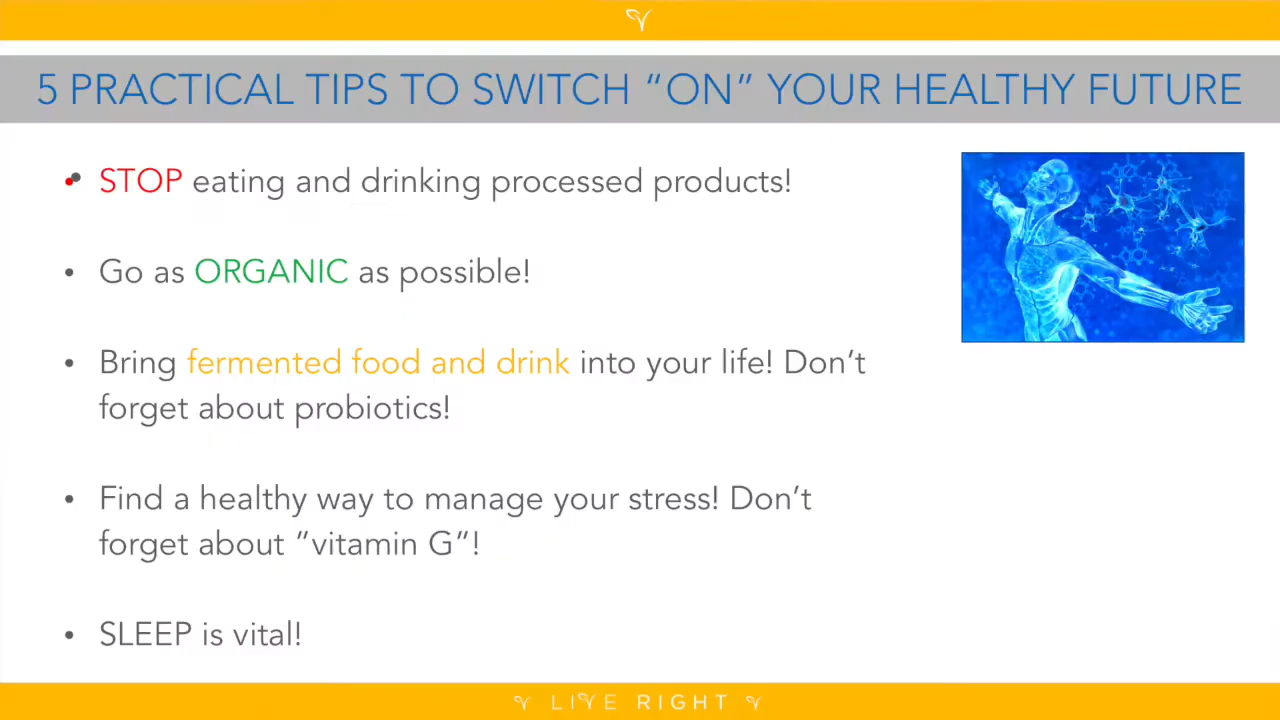 5 PRACTICAL TIPS TO SWITCH “ON” YOUR HEALTHY FUTURE
• STOP eating and drinking processed products!
• Go as ORGANIC as possible!
• Bring fermented food and drink into your life! Don’t
forget about probiotics!
• Find a healthy way to manage your stress! Don’t
forget about ”vitamin G”!
• SLEEP is vital!
LIVE RIGHT